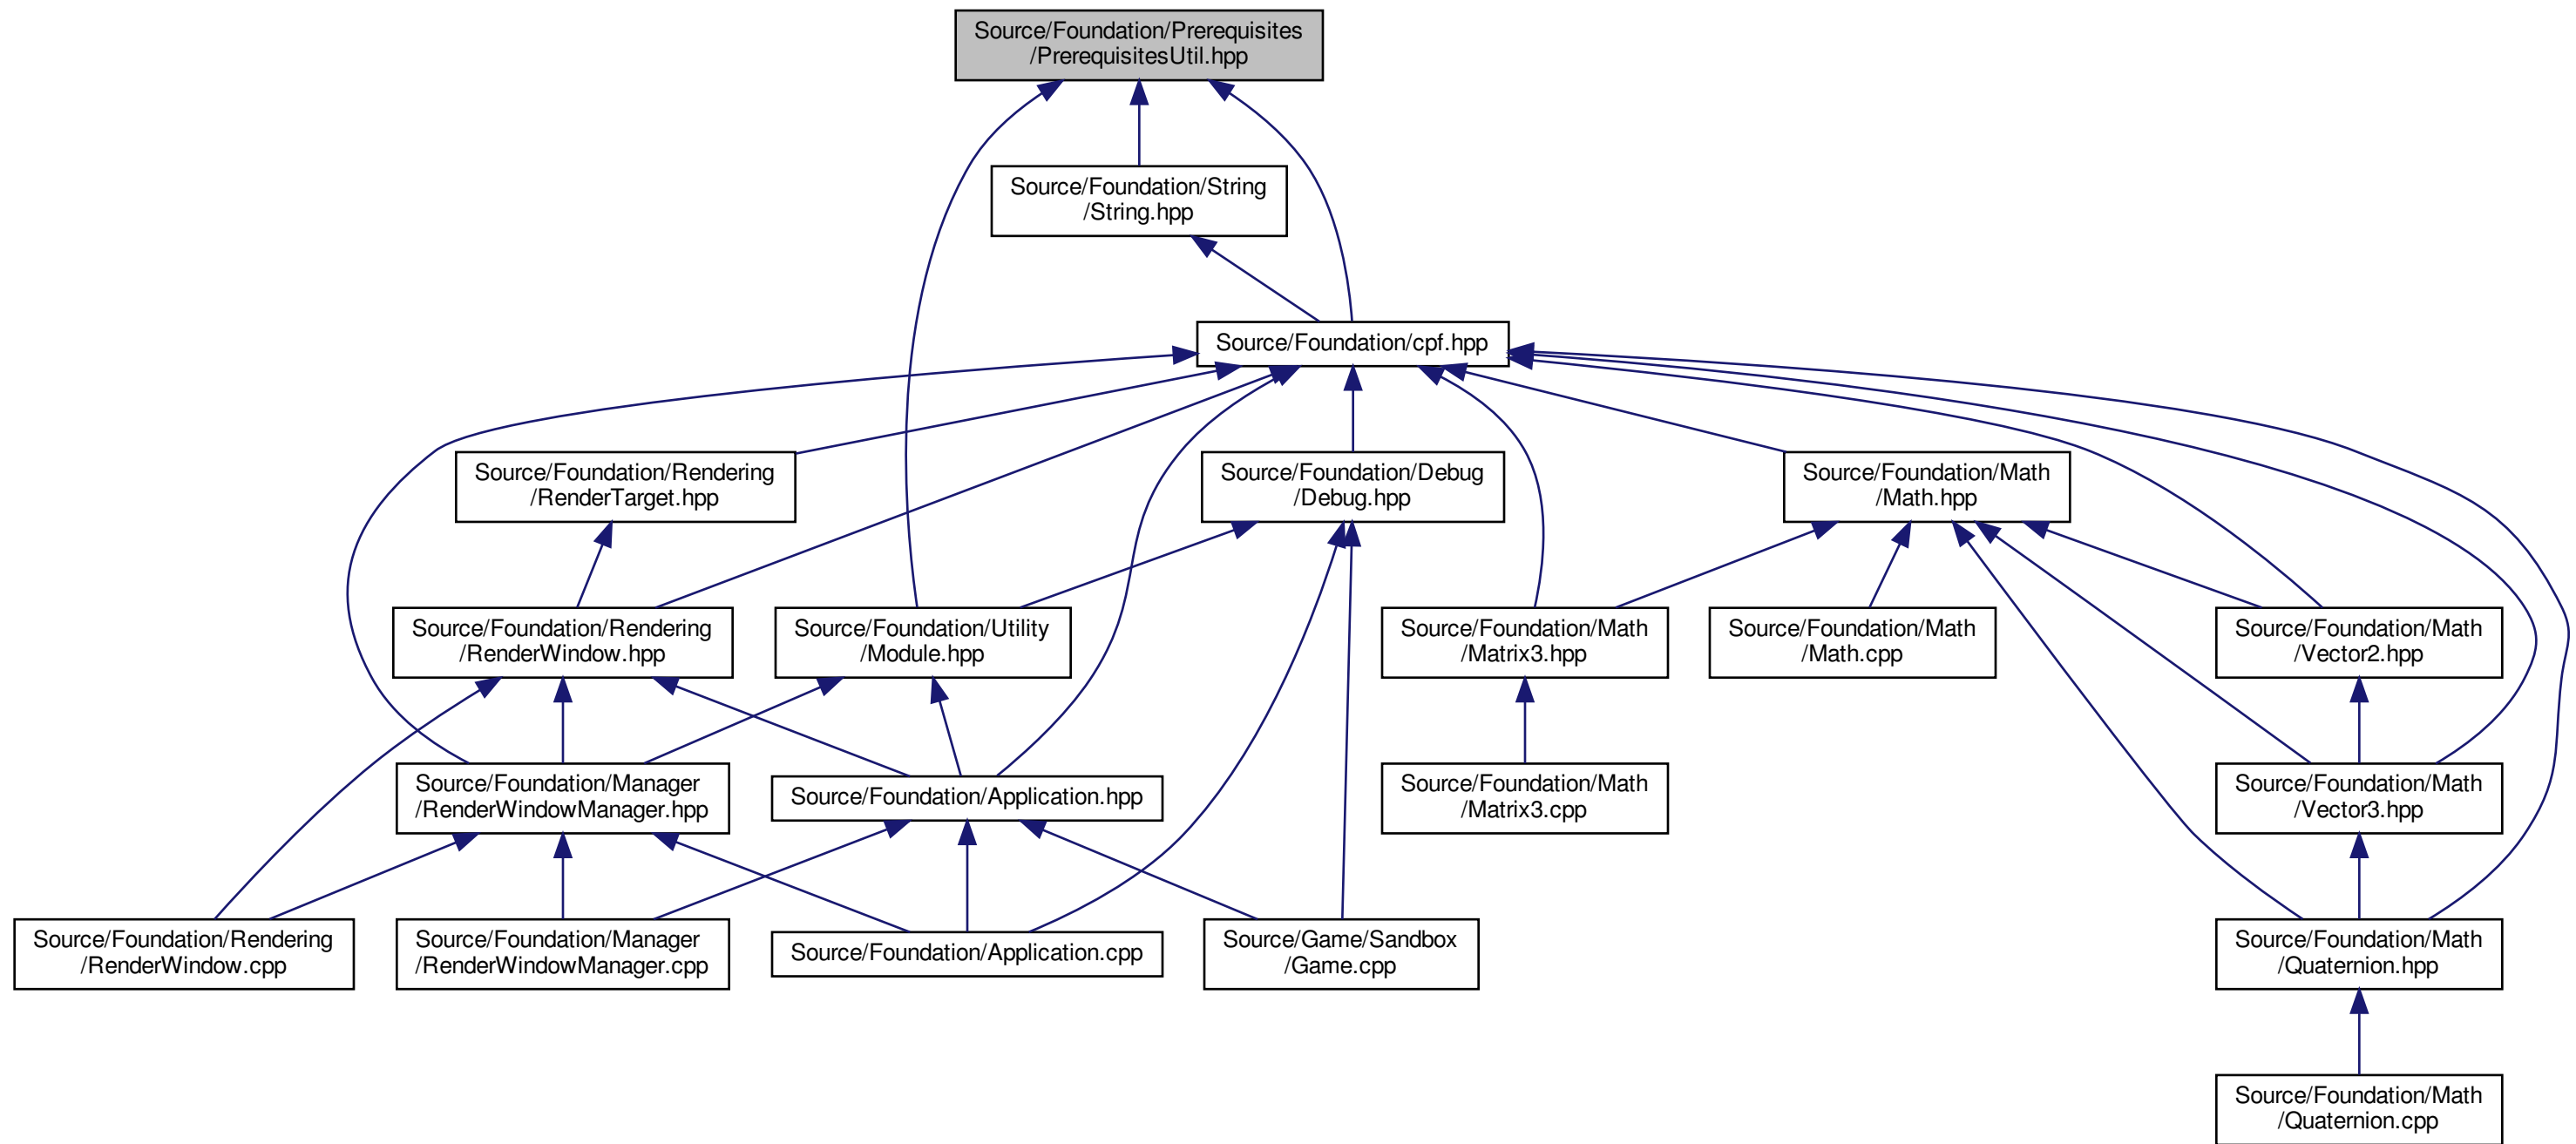 Source/Foundation/Prerequisites
/PrerequisitesUtil.hpp
Source/Foundation/String
/String.hpp
Source/Foundation/cpf.hpp
Source/Foundation/Rendering
/RenderTarget.hpp
Source/Foundation/Debug
/Debug.hpp
Source/Foundation/Math
/Math.hpp
Source/Foundation/Rendering
/RenderWindow.hpp
Source/Foundation/Utility
/Module.hpp
Source/Foundation/Math
/Matrix3.hpp
Source/Foundation/Math
/Math.cpp
Source/Foundation/Math
/Vector2.hpp
Source/Foundation/Manager
/RenderWindowManager.hpp
Source/Foundation/Application.hpp
Source/Foundation/Math
/Matrix3.cpp
Source/Foundation/Math
/Vector3.hpp
Source/Foundation/Rendering
/RenderWindow.cpp
Source/Foundation/Manager
/RenderWindowManager.cpp
Source/Foundation/Application.cpp
Source/Game/Sandbox
/Game.cpp
Source/Foundation/Math
/Quaternion.hpp
Source/Foundation/Math
/Quaternion.cpp